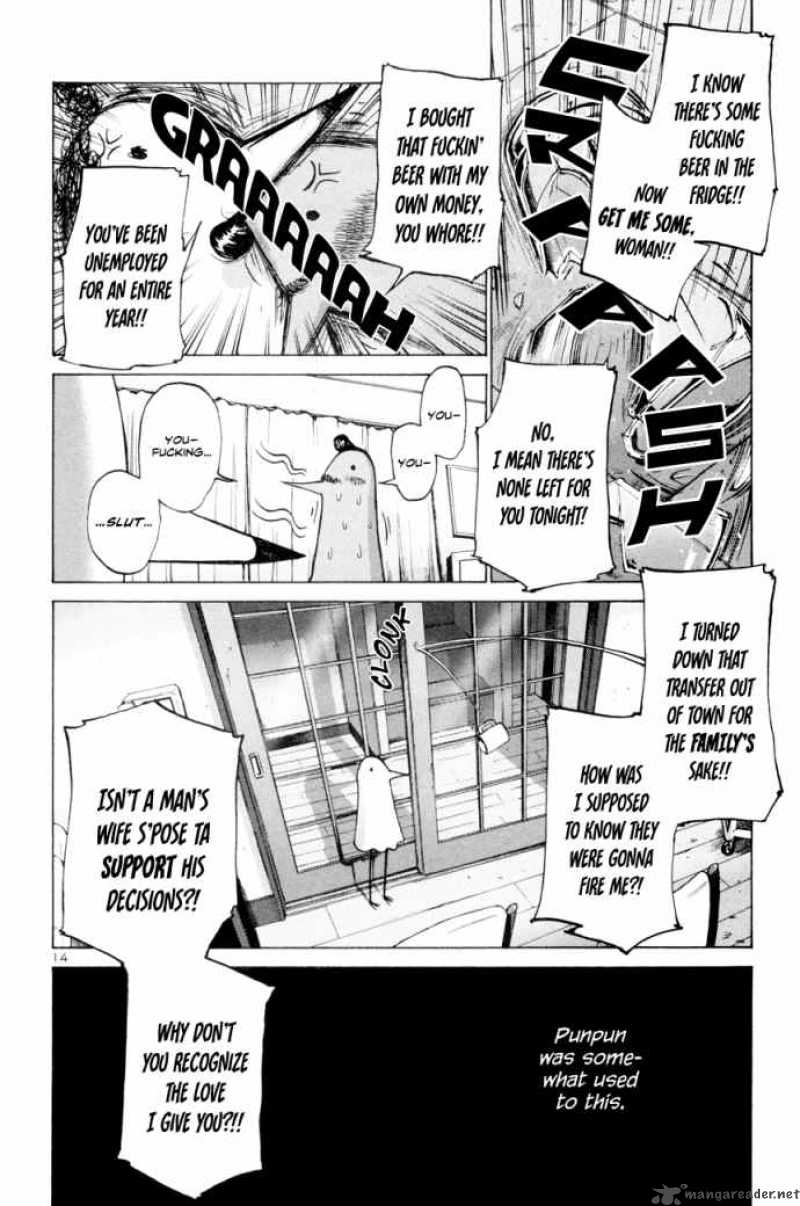 I KNOW
THERE'S SOME
FUCKING
BEER IN THE
FRIDGE!!
NOW
GET ME SOME,
WOMAN!!
CRAAASH
NO,
I MEAN THERE'S
NONE LEFT FOR
YOU TONIGHT!
I BOUGHT
THAT FUCKIN'
BEER WITH MY
OWN MONEY,
YOU WHORE!!
GRAAAAAAAH
YOU'VE BEEN
UNEMPLOYED
FOR AN ENTIRE
YEAR!!
YOU-
YOU-
YOU-
FUCKING...
...SLUT...
CLONK
I TURNED
DOWN THAT
TRANSFER OUT
OF TOWN FOR
THE FAMILY'S
SAKE!!
HOW WAS
I SUPPOSED
TO KNOW THEY
WERE GONNA
FIRE ME?!
ISN'T A MAN'S
WIFE S'POSE TA
SUPPORT HIS
DECISIONS?!
14
Punpun
was some-
what used
to this.
WHY DON'T
YOU RECOGNIZE
THE LOVE
I GIVE YOU?!!
mangareader.net